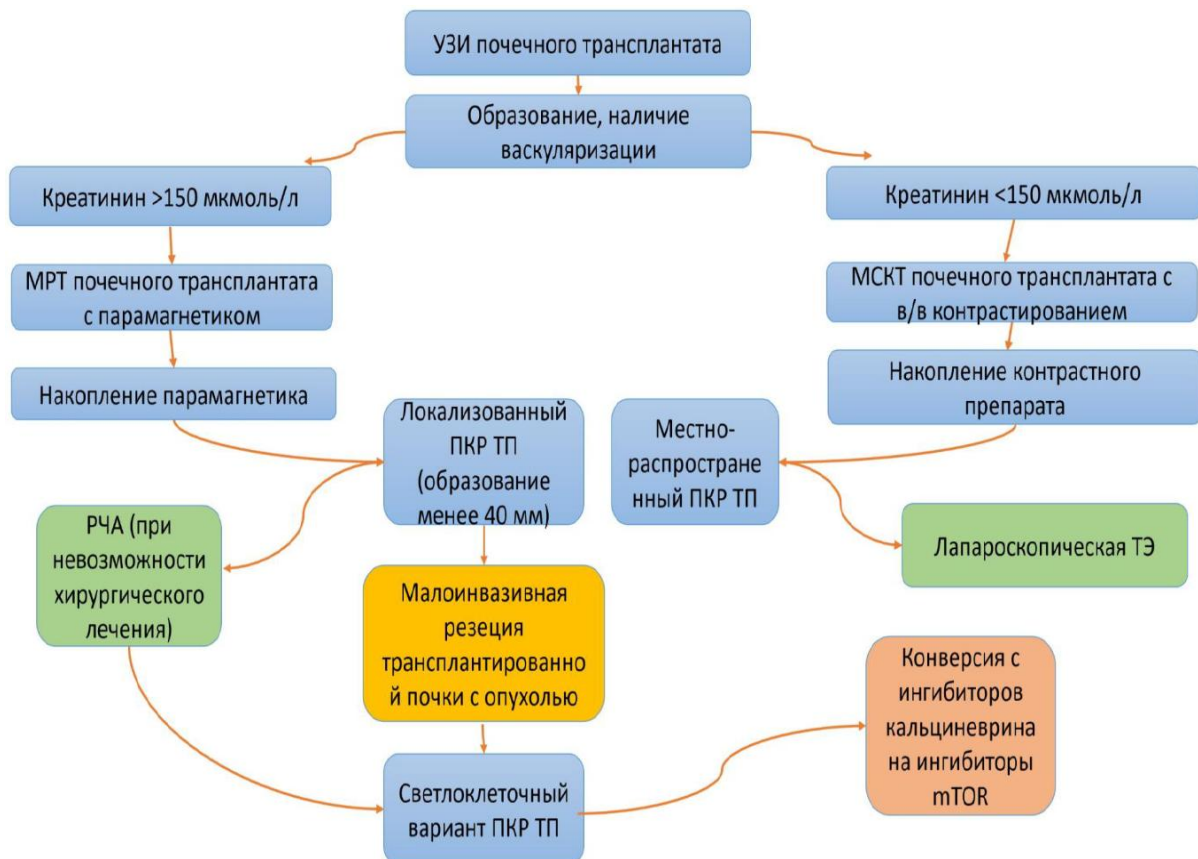 УЗИ почечного трансплантата
Образование, наличие
васкуляризации
Креатинин >150 мкмоль/л
Креатинин <150 мкмоль/л
МРТ почечного трансплантата
с парамагнетиком
МСКТ почечного трансплантата с
в/в контрастированием
Накопление парамагнетика
Накопление контрастного
препарата
Локализованный
ПКР ТП
(образование
менее 40 мм)
Местно-
распростране
нный ПКР ТП
РЧА (при
невозможности
хирургического
лечения)
Лапароскопическая ТЭ
Малоинвазивная
резеция
трансплантированно
й почки с опухолью
Конверсия с
ингибиторов
кальциневрина
на ингибиторы
mTOR
Светлоклеточный
вариант ПКР ТП